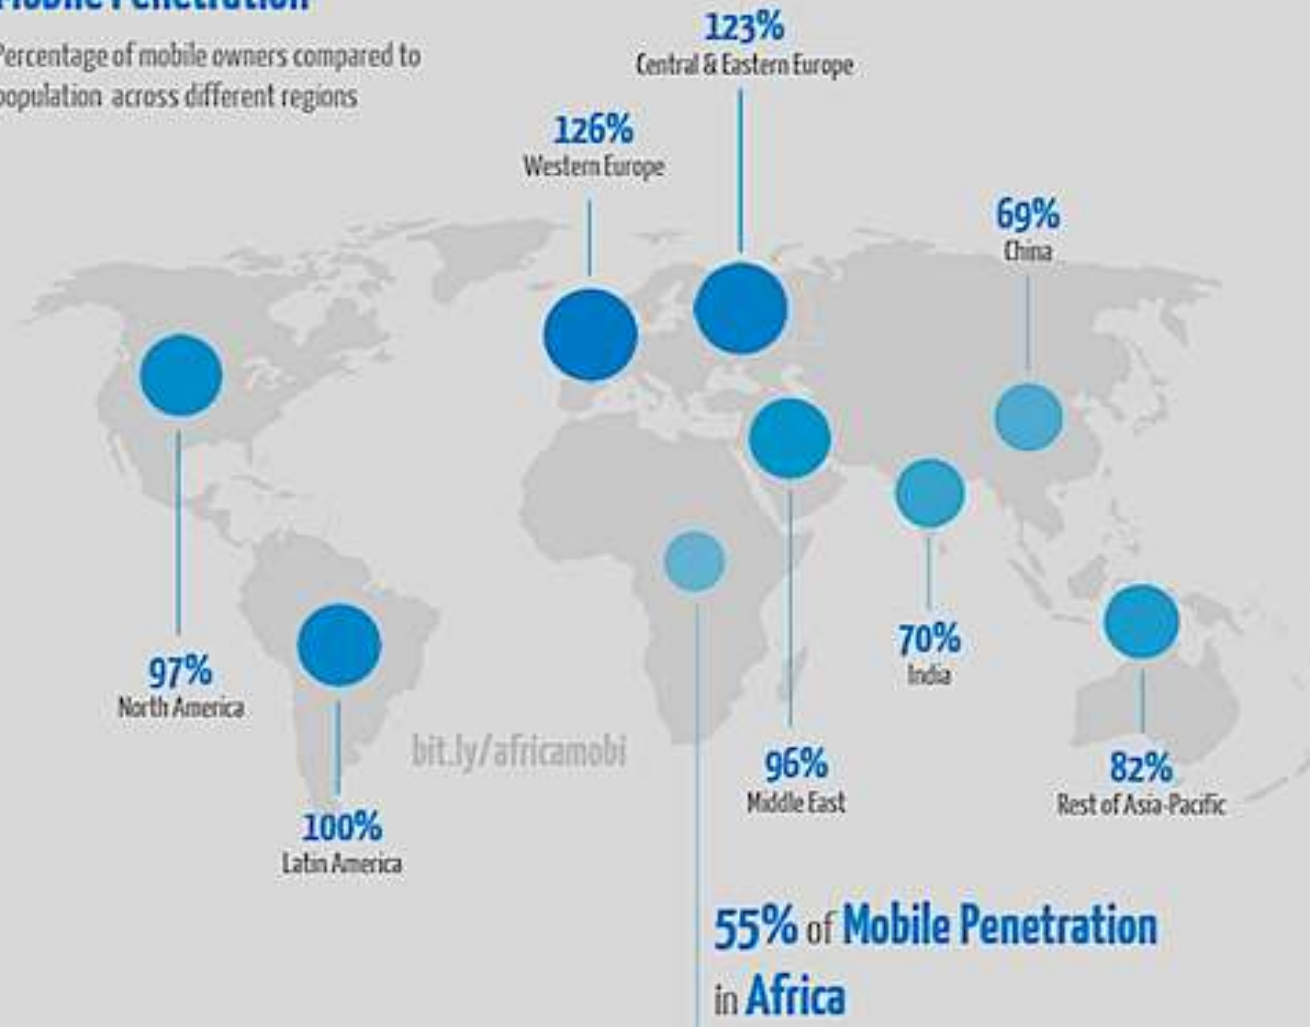 Mobile Penetration
Percentage of mobile owners compared to
population across different regions
123%
Central & Eastern Europe
126%
Western Europe
69%
China
97%
North America
70%
India
100%
Latin America
bit.ly/africamobi
96%
Middle East
82%
Rest of Asia-Pacific
55% of Mobile Penetration
in Africa